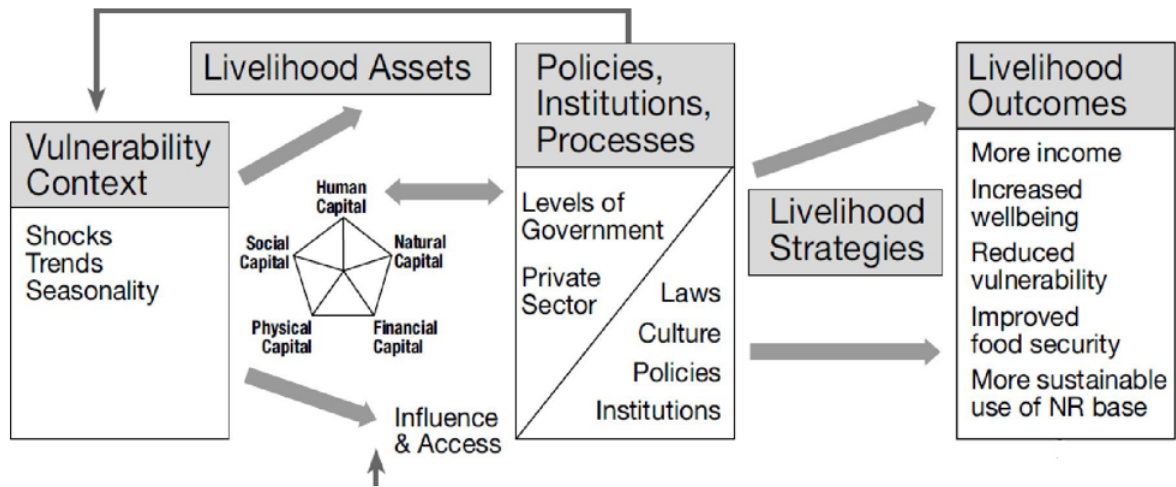 Livelihood Assets
Vulnerability
Context
Shocks
Trends
Seasonality
Human
Capital
Social
Capital
Natural
Capital
Physical
Capital
Financial
Capital
Influence
& Access
Policies,
Institutions,
Processes
Levels of
Government
Private
Sector
Laws
Culture
Policies
Institutions
Livelihood
Strategies
Livelihood
Outcomes
More income
Increased
wellbeing
Reduced
vulnerability
Improved
food security
More sustainable
use of NR base